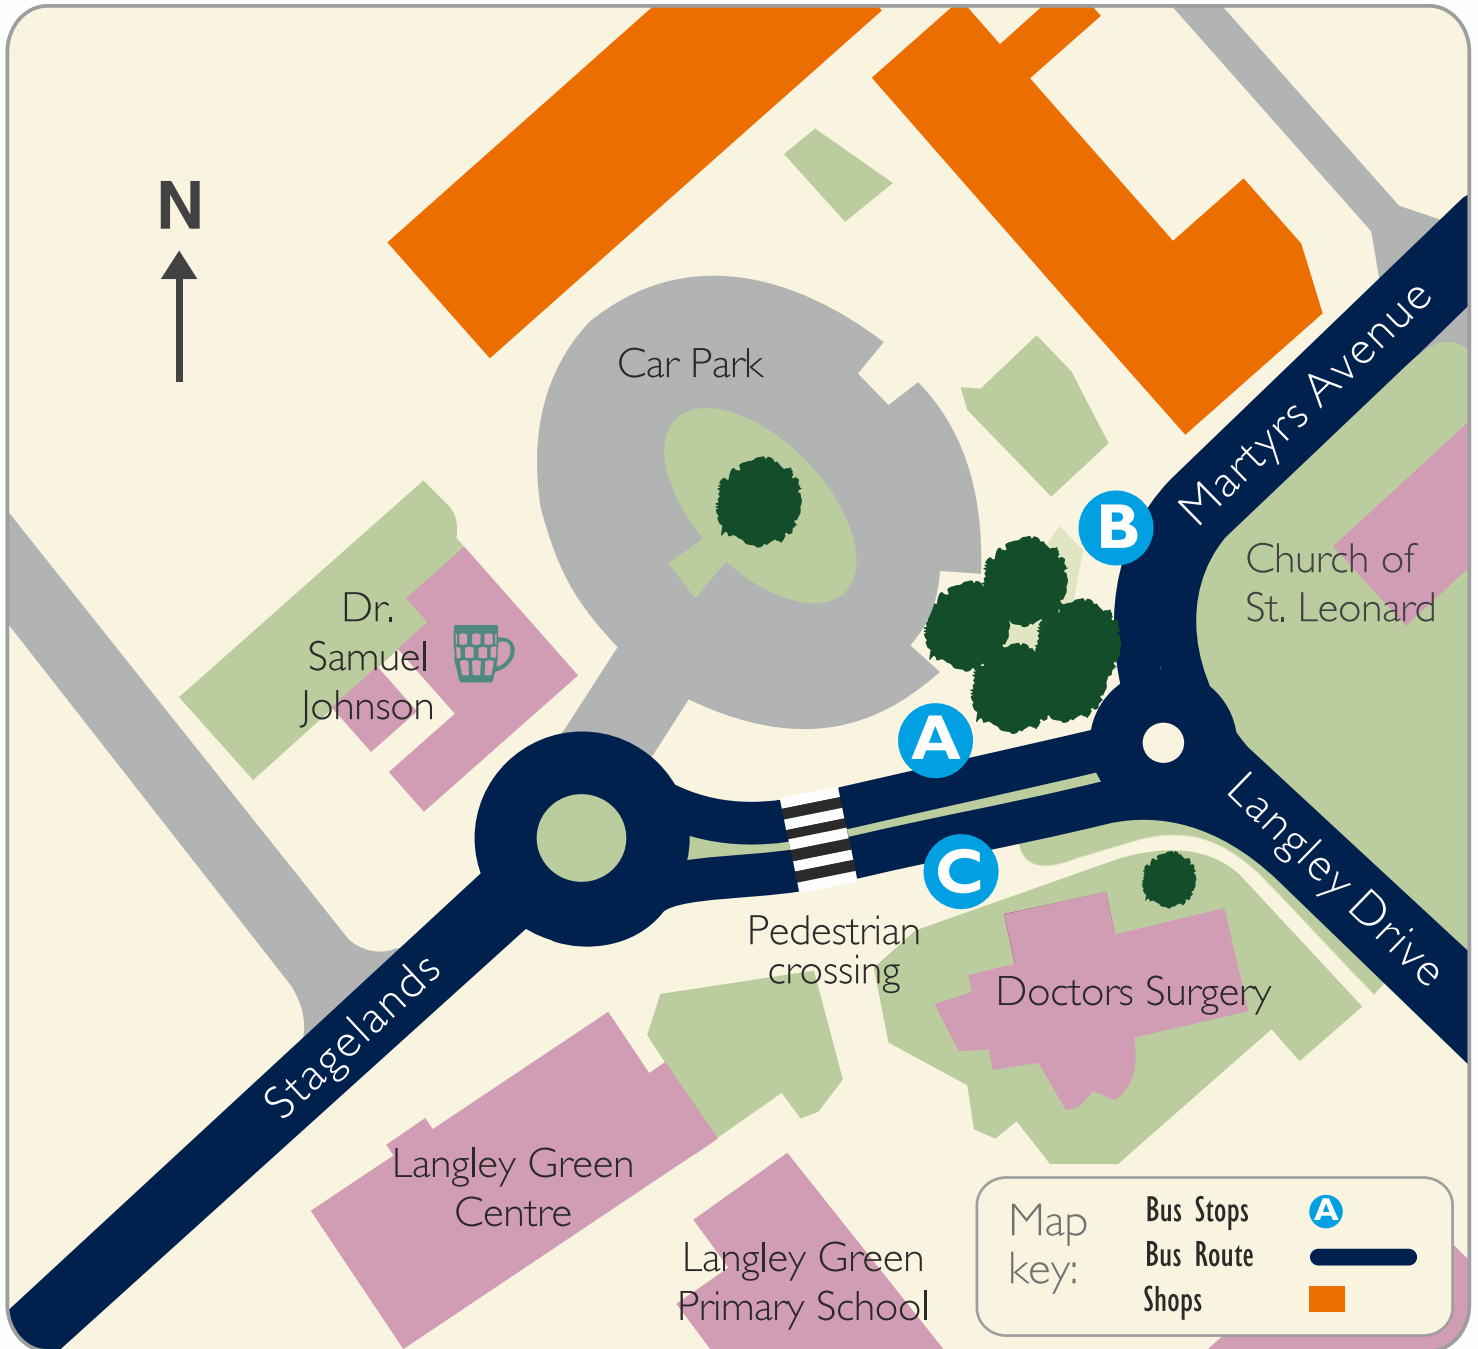 N
Car Park
Martyrs Avenue
B
Church of
St. Leonard
Dr.
Samuel
Johnson
A
Langley Drive
C
Pedestrian
crossing
Doctors Surgery
Stagelands
Langley Green
Centre
Langley Green
Primary School
Map
key:
Bus Stops
A
Bus Route
Shops